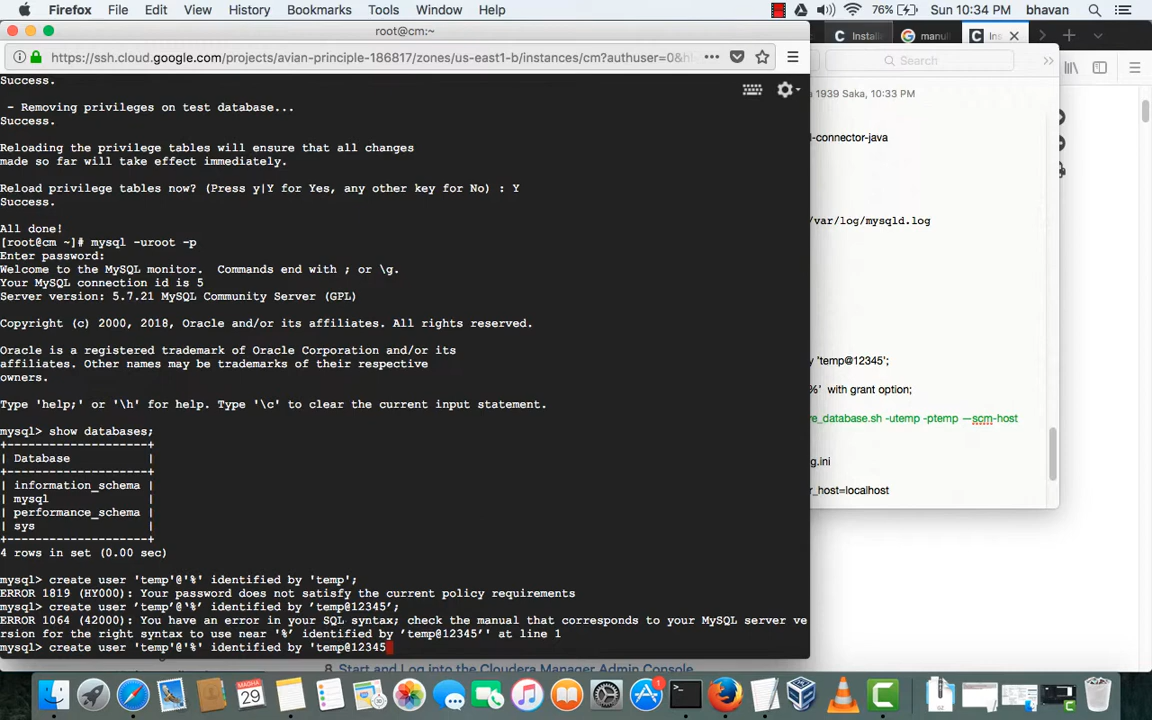 Firefox File Edit View History Bookmarks Tools Window Help
76% Sun 10:34 PM bhavan
root@cm:~
Installa
manul
Ins
https://ssh.cloud.google.com/projects/avian-principle-186817/zones/us-east1-b/instances/cm?authuser=0&h
Search
Success.
1939 Saka, 10:33 PM
- Removing privileges on test database...
Success.
-connector-java
Reloading the privilege tables will ensure that all changes
made so far will take effect immediately.
Reload privilege tables now? (Press y|Y for Yes, any other key for No) : Y
Success.
/var/log/mysqld.log
All done!
[root@cm ~]# mysql -uroot -p
Enter password:
Welcome to the MySQL monitor.  Commands end with ; or \g.
Your MySQL connection id is 5
Server version: 5.7.21 MySQL Community Server (GPL)
Copyright (c) 2000, 2018, Oracle and/or its affiliates. All rights reserved.
Oracle is a registered trademark of Oracle Corporation and/or its
affiliates. Other names may be trademarks of their respective
owners.
'temp@12345';
%'  with grant option;
Type 'help;' or '\h' for help. Type '\c' to clear the current input statement.
re_database.sh -utemp -ptemp —scm-host
mysql> show databases;
+--------------------+
| Database           |
+--------------------+
g.ini
| information_schema |
r_host=localhost
| mysql              |
| performance_schema |
| sys                |
+--------------------+
4 rows in set (0.00 sec)
mysql> create user 'temp'@'%' identified by 'temp';
ERROR 1819 (HY000): Your password does not satisfy the current policy requirements
mysql> create user ’temp’@‘%’ identified by ’temp@12345’;
ERROR 1064 (42000): You have an error in your SQL syntax; check the manual that corresponds to your MySQL server ve
rsion for the right syntax to use near '%’ identified by ’temp@12345’' at line 1
mysql> create user 'temp'@'%' identified by 'temp@12345
8 Start and Log into the Cloudera Manager Admin Console
29
1